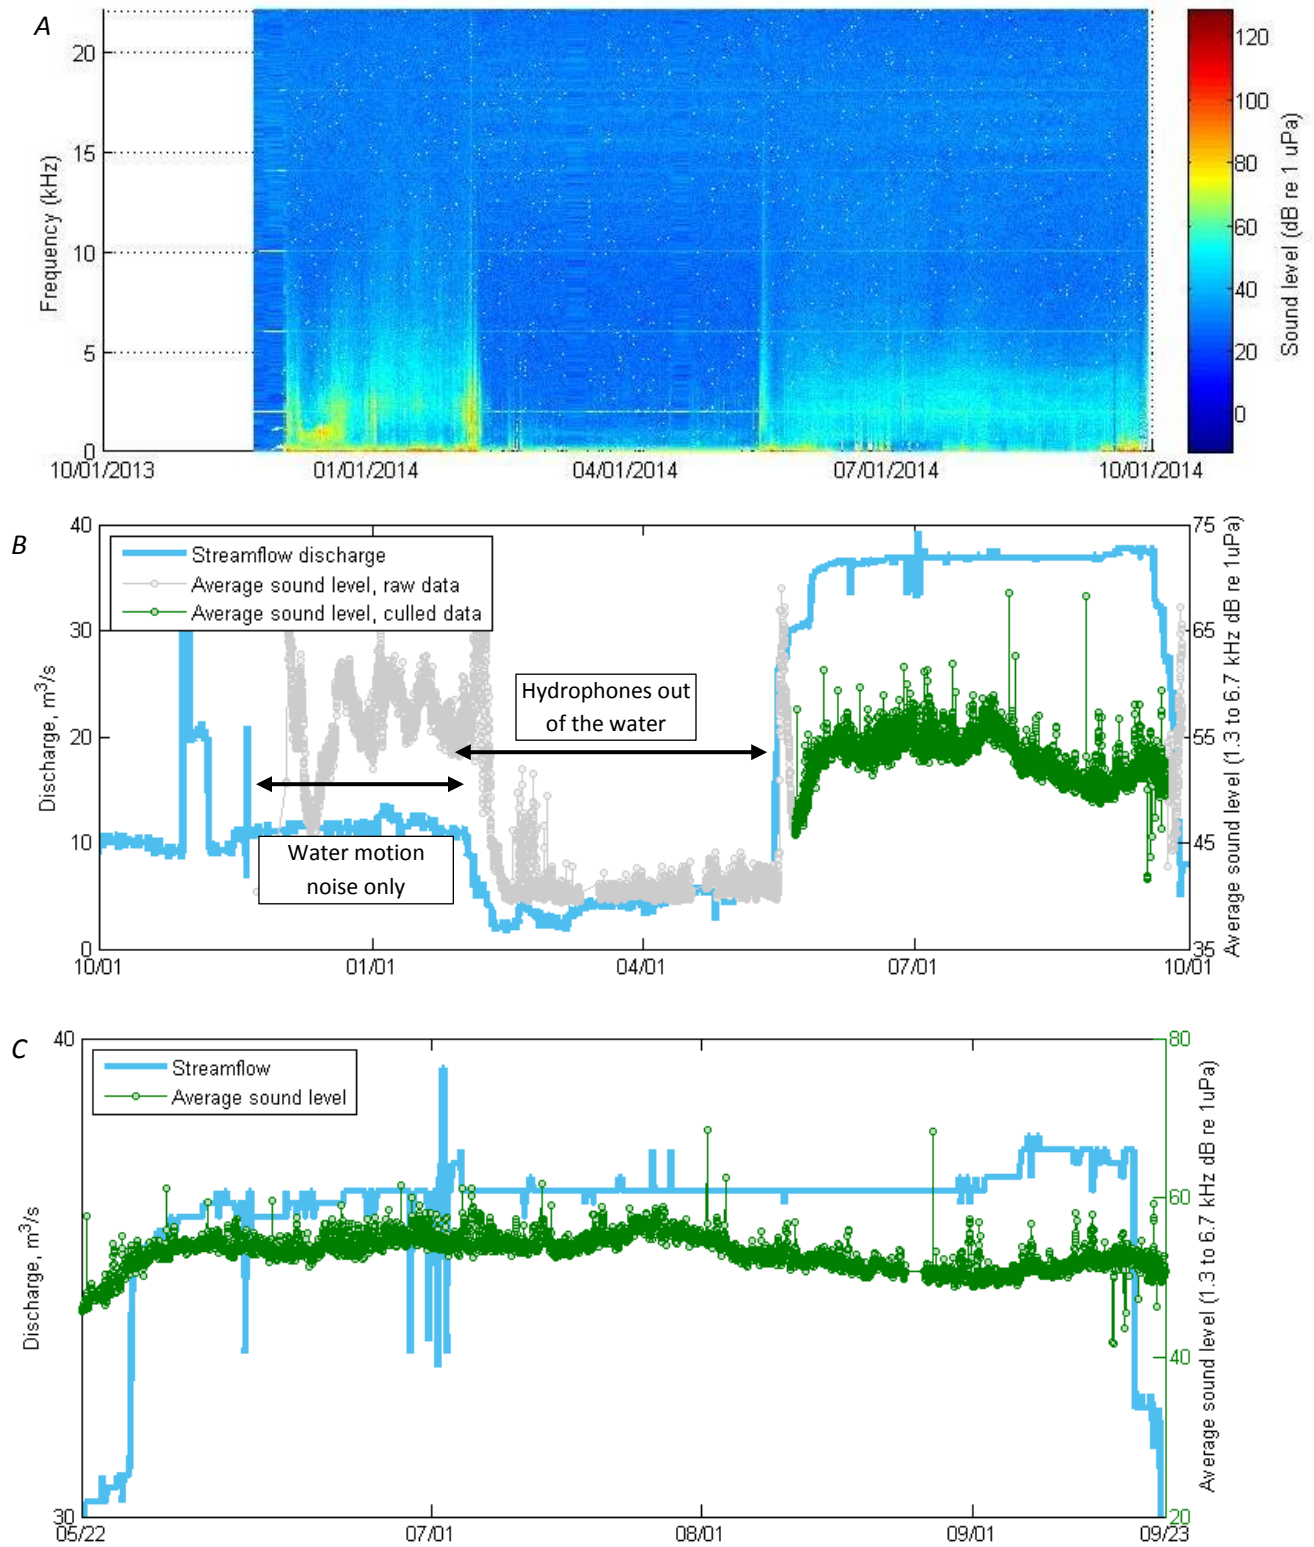 A
20
15
10
5
0
Frequency (kHz)
10/01/2013
01/01/2014
04/01/2014
07/01/2014
10/01/2014
120
100
80
60
40
20
0
Sound level (dB re 1 uPa)
B
40
30
20
10
0
Discharge, m³/s
Streamflow discharge
Average sound level, raw data
Average sound level, culled data
Hydrophones out
of the water
Water motion
noise only
75
65
55
45
35
Average sound level (1.3 to 6.7 kHz dB re 1uPa)
10/01
01/01
04/01
07/01
10/01
C
40
30
Discharge, m³/s
Streamflow
Average sound level
80
60
40
20
Average sound level (1.3 to 6.7 kHz dB re 1uPa)
05/22
07/01
08/01
09/01
09/23